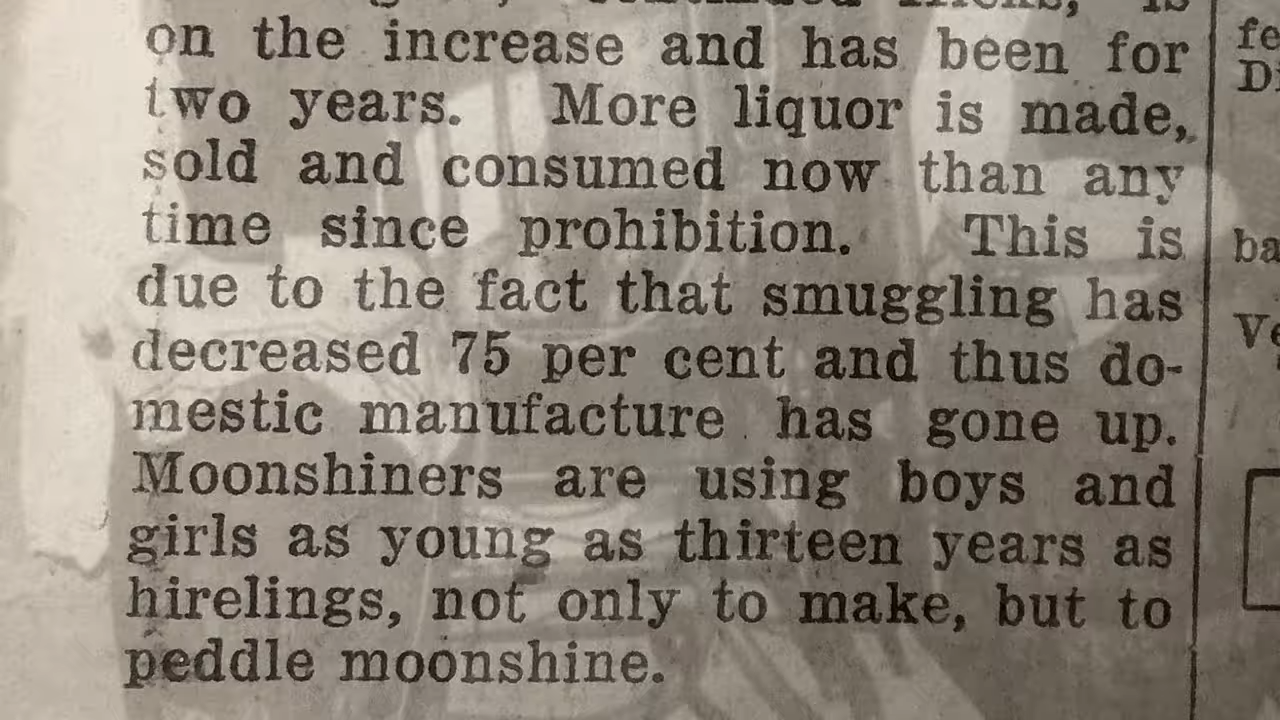 on the increase and has been for
two years. More liquor is made,
sold and consumed now than any
time since prohibition. This is
due to the fact that smuggling has
decreased 75 per cent and thus do-
mestic manufacture has gone up.
Moonshiners are using boys and
girls as young as thirteen years as
hirelings, not only to make, but to
peddle moonshine.
fe
Di
ba